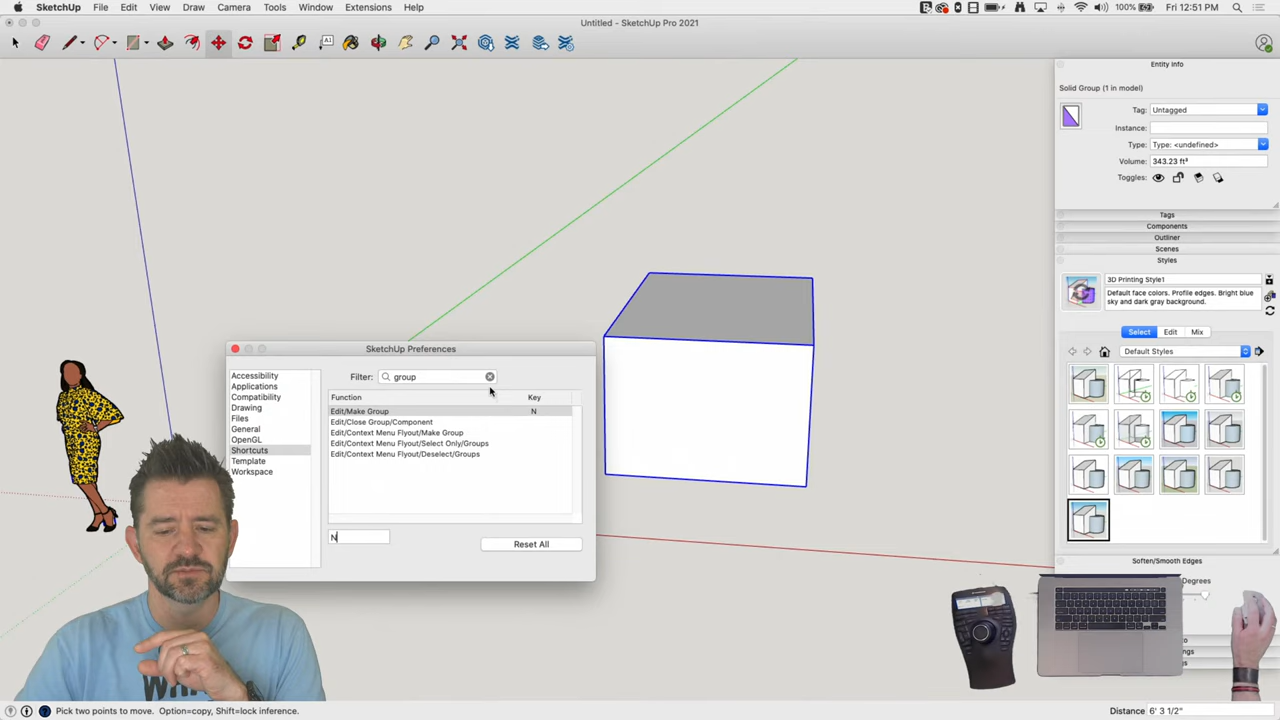 SketchUp File Edit View Draw Camera Tools Window Extensions Help
100% Fri 12:51 PM
Untitled - SketchUp Pro 2021
Entity Info
Solid Group (1 in model)
Tag: Untagged
Instance:
Type: Type: <undefined>
Volume: 343.23 ft³
Toggles:
Tags
Components
Outliner
Scenes
Styles
3D Printing Style1
Default face colors. Profile edges. Bright blue
sky and dark gray background.
Select Edit Mix
Default Styles
Soften/Smooth Edges
Degrees
SketchUp Preferences
Accessibility
Applications
Compatibility
Drawing
Files
General
OpenGL
Shortcuts
Template
Workspace
Filter: group
Function Key
Edit/Make Group N
Edit/Close Group/Component
Edit/Context Menu Flyout/Make Group
Edit/Context Menu Flyout/Select Only/Groups
Edit/Context Menu Flyout/Deselect/Groups
N
Reset All
Pick two points to move. Option=copy, Shift=lock inference.
Distance 6' 3 1/2"